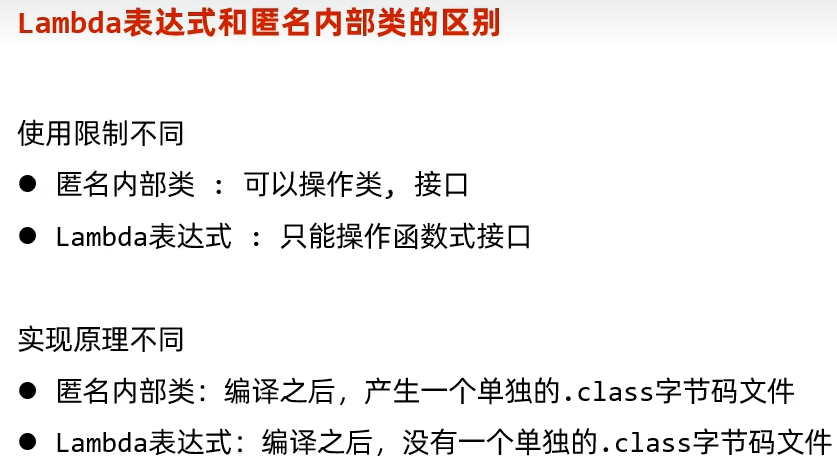 Lambda表达式和匿名内部类的区别
使用限制不同
● 匿名内部类 : 可以操作类, 接口
● Lambda表达式 : 只能操作函数式接口
实现原理不同
● 匿名内部类：编译之后，产生一个单独的.class字节码文件
● Lambda表达式：编译之后，没有一个单独的.class字节码文件